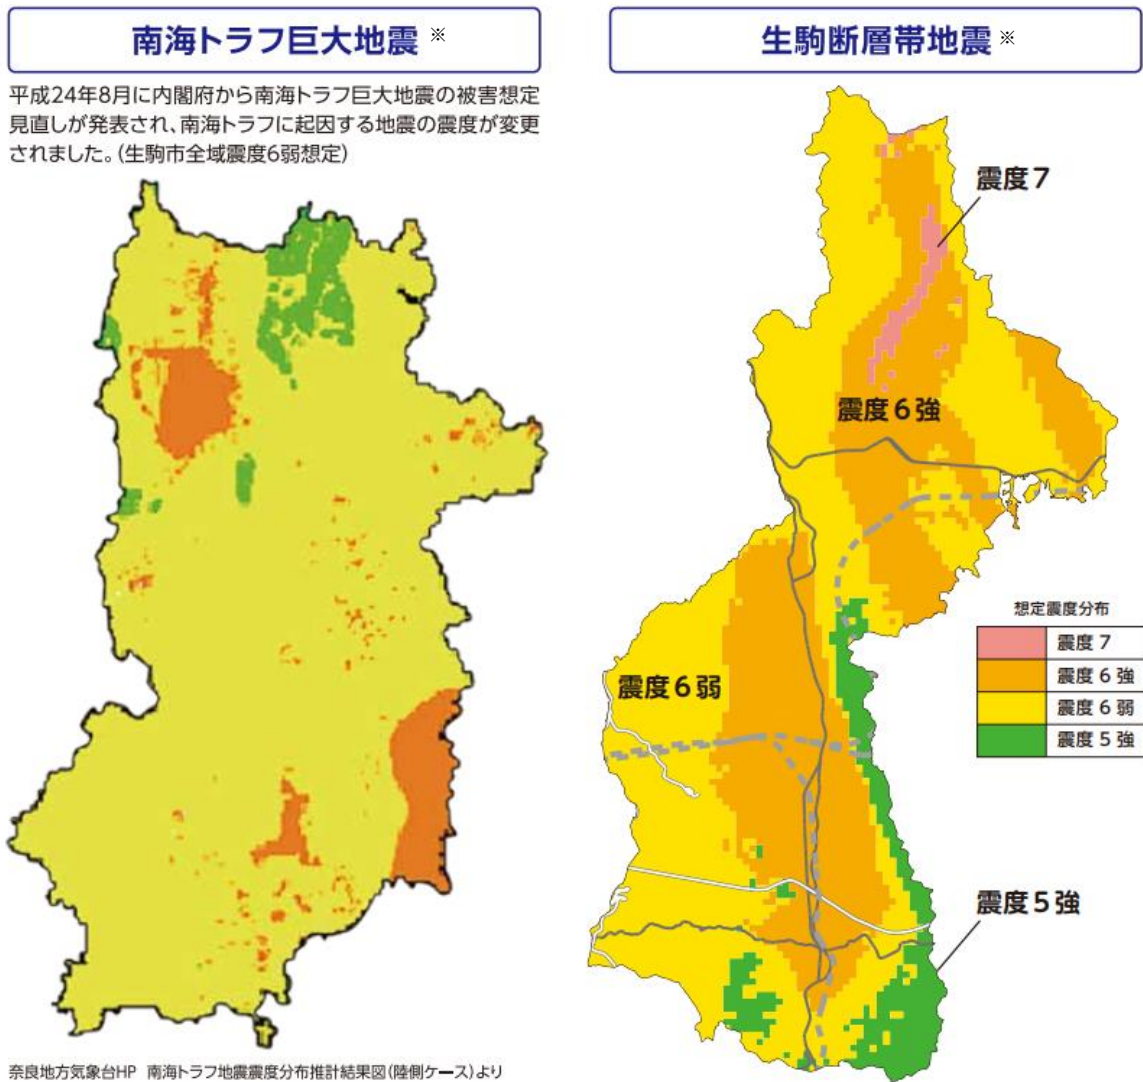 南海トラフ巨大地震 ※
平成24年8月に内閣府から南海トラフ巨大地震の被害想定
見直しが発表され、南海トラフに起因する地震の震度が変更
されました。(生駒市全域震度6弱想定)
奈良地方気象台HP 南海トラフ地震震度分布推計結果図(陸側ケース)より
生駒断層帯地震 ※
震度7
震度6強
震度6弱
震度5強
想定震度分布
震度 7
震度 6 強
震度 6 弱
震度 5 強